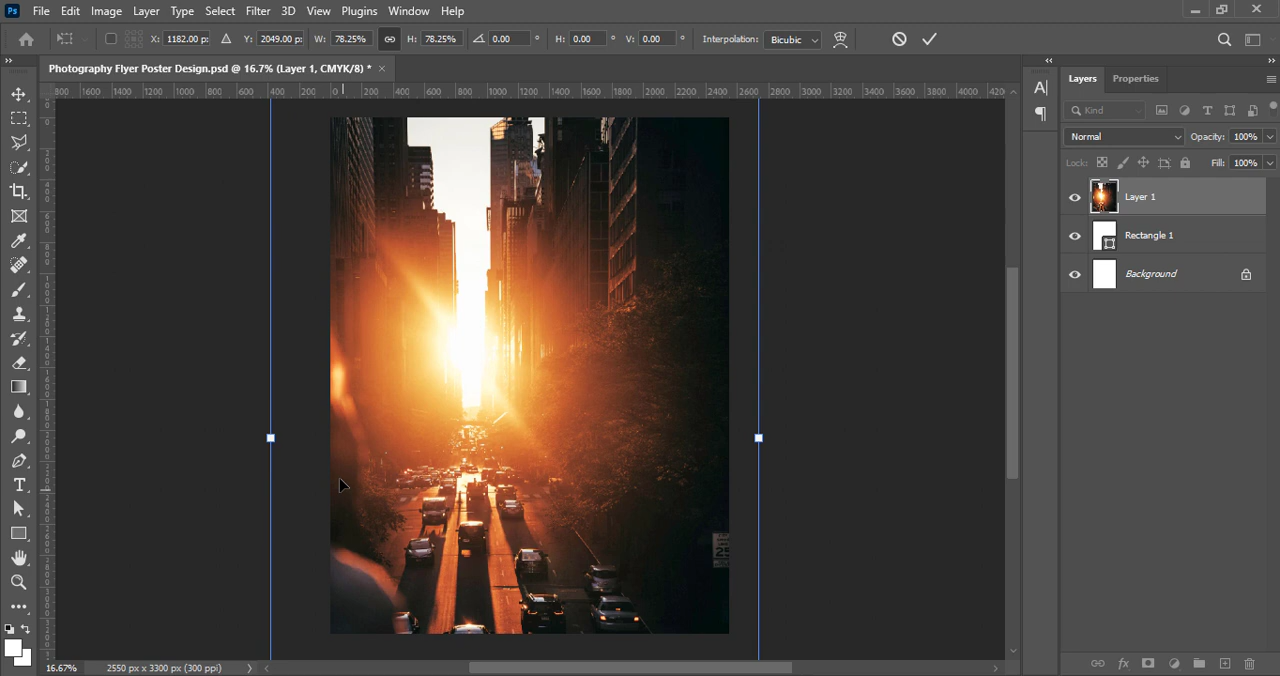 Ps File Edit Image Layer Type Select Filter 3D View Plugins Window Help
X: 1182.00 p: Y: 2049.00 p: W: 78.25% H: 78.25% 0.00 ° H: 0.00 ° V: 0.00 ° Interpolation: Bicubic
Photography Flyer Poster Design.psd @ 16.7% (Layer 1, CMYK/8) * ×
800 1600 1400 1200 1000 800 600 400 200 0 200 400 600 800 1000 1200 1400 1600 1800 2000 2200 2400 2600 2800 3000 3200 3400 3600 3800 4000 420
Layers Properties
Kind
Normal Opacity: 100%
Lock: Fill: 100%
Layer 1
Rectangle 1
Background
25
16.67% 2550 px x 3300 px (300 ppi)